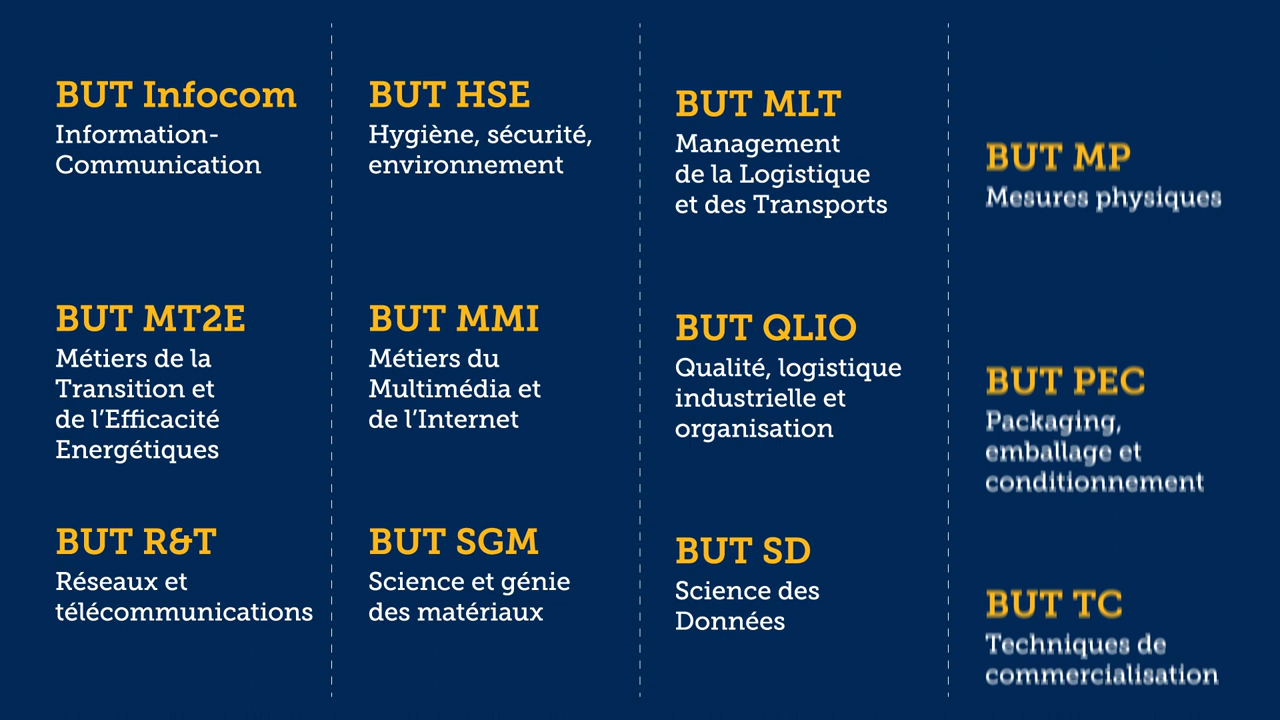 BUT Infocom
Information-
Communication
BUT MT2E
Métiers de la
Transition et
de l’Efficacité
Energétiques
BUT R&T
Réseaux et
télécommunications
BUT HSE
Hygiène, sécurité,
environnement
BUT MMI
Métiers du
Multimédia et
de l’Internet
BUT SGM
Science et génie
des matériaux
BUT MLT
Management
de la Logistique
et des Transports
BUT QLIO
Qualité, logistique
industrielle et
organisation
BUT SD
Science des
Données
BUT MP
Mesures physiques
BUT PEC
Packaging,
emballage et
conditionnement
BUT TC
Techniques de
commercialisation